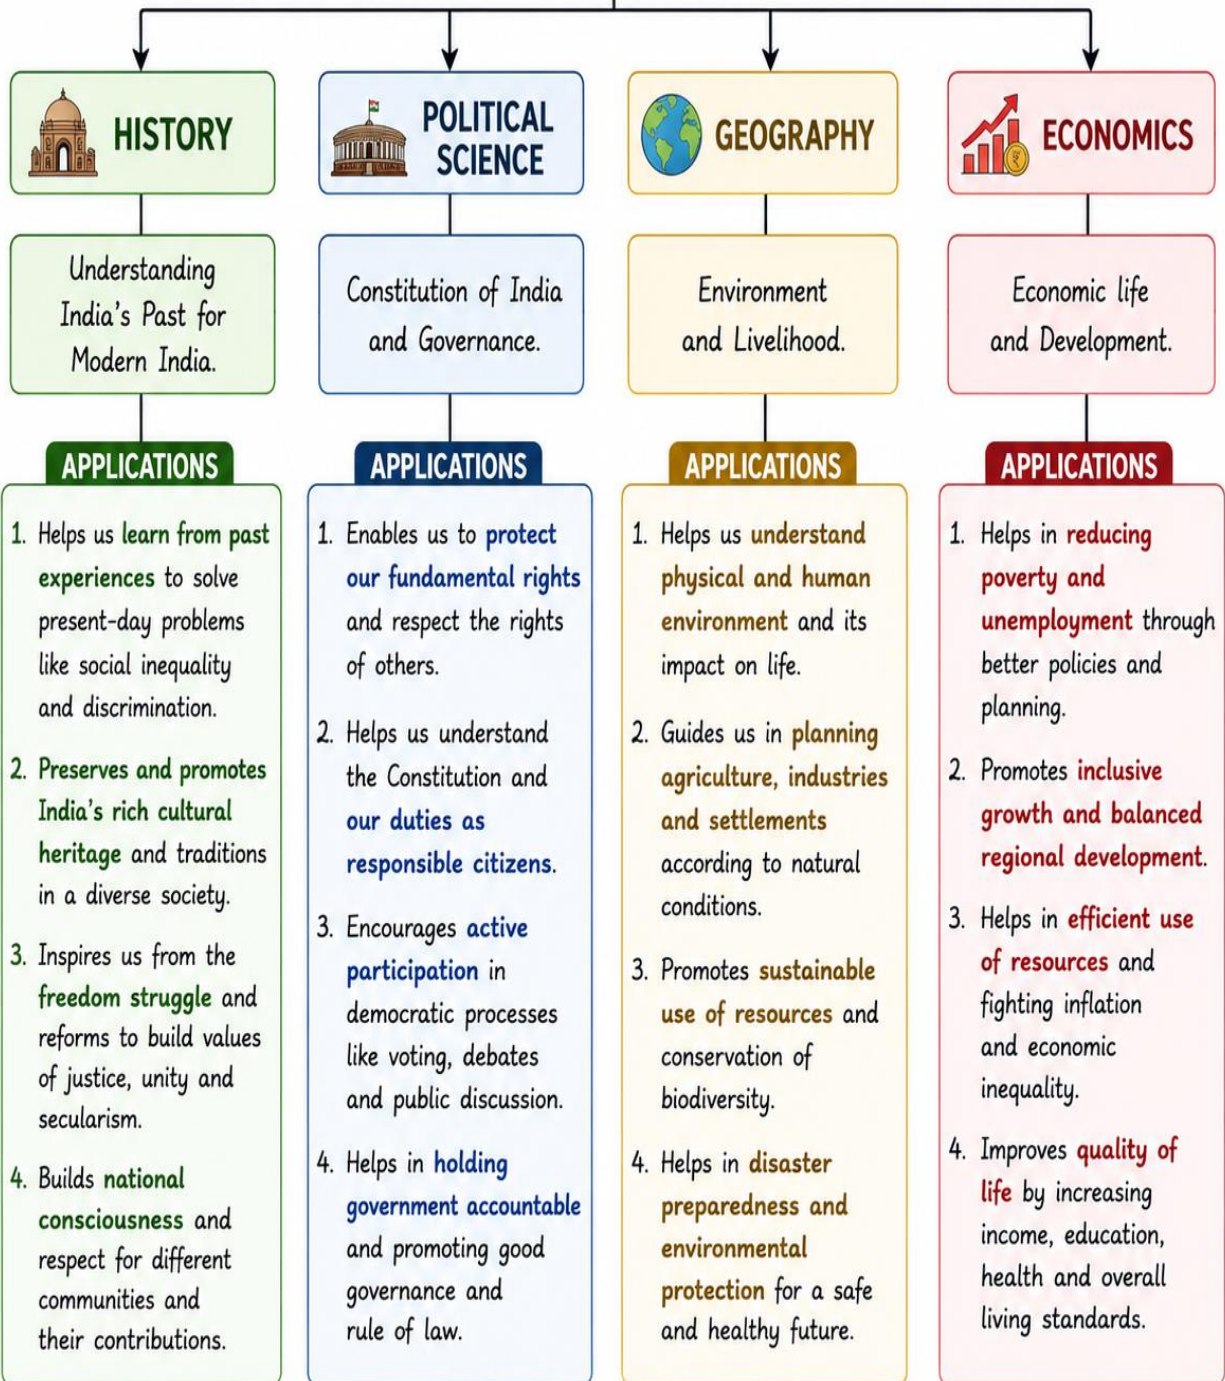 HISTORY
Understanding
India's Past for
Modern India.
APPLICATIONS
1. Helps us learn from past
experiences to solve
present-day problems
like social inequality
and discrimination.
2. Preserves and promotes
India's rich cultural
heritage and traditions
in a diverse society.
3. Inspires us from the
freedom struggle and
reforms to build values
of justice, unity and
secularism.
4. Builds national
consciousness and
respect for different
communities and
their contributions.
POLITICAL
SCIENCE
Constitution of India
and Governance.
APPLICATIONS
1. Enables us to protect
our fundamental rights
and respect the rights
of others.
2. Helps us understand
the Constitution and
our duties as
responsible citizens.
3. Encourages active
participation in
democratic processes
like voting, debates
and public discussion.
4. Helps in holding
government accountable
and promoting good
governance and
rule of law.
GEOGRAPHY
Environment
and Livelihood.
APPLICATIONS
1. Helps us understand
physical and human
environment and its
impact on life.
2. Guides us in planning
agriculture, industries
and settlements
according to natural
conditions.
3. Promotes sustainable
use of resources and
conservation of
biodiversity.
4. Helps in disaster
preparedness and
environmental
protection for a safe
and healthy future.
₹
ECONOMICS
Economic life
and Development.
APPLICATIONS
1. Helps in reducing
poverty and
unemployment through
better policies and
planning.
2. Promotes inclusive
growth and balanced
regional development.
3. Helps in efficient use
of resources and
fighting inflation
and economic
inequality.
4. Improves quality of
life by increasing
income, education,
health and overall
living standards.